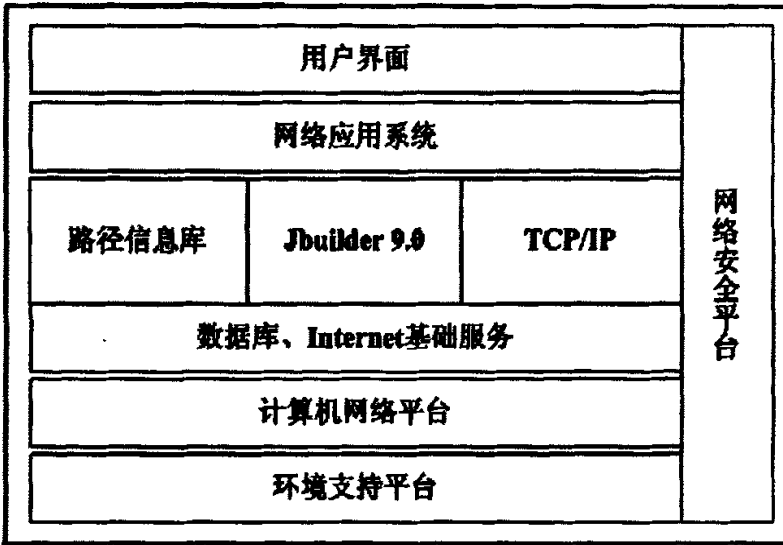 用户界面
网络应用系统
路径信息库
Jbuilder 9.0
TCP/IP
数据库、Internet基础服务
计算机网络平台
环境支持平台
网络安全平台